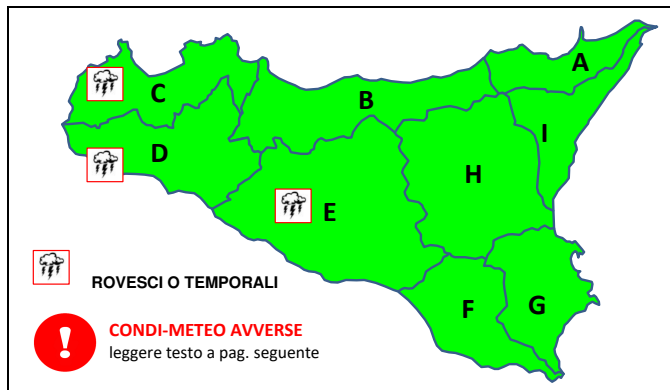 A
C
B
I
D
H
E
ROVESCI O TEMPORALI
F
G
CONDI-METEO AVVERSE
leggere testo a pag. seguente